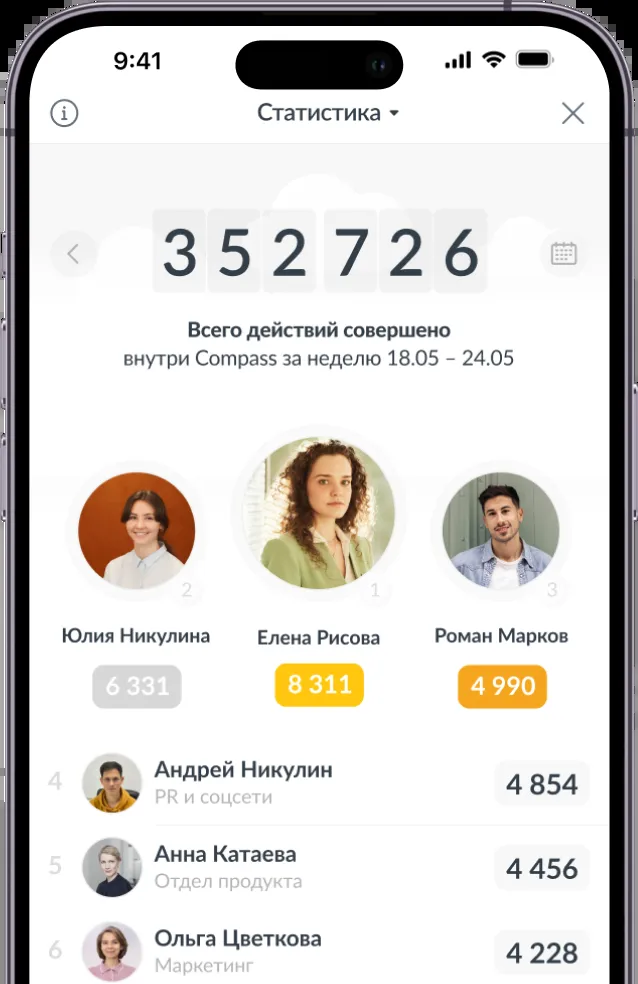 9:41
Статистика
352 726
Всего действий совершено
внутри Compass за неделю 18.05 – 24.05
2
1
3
Юлия Никулина
Елена Рисова
Роман Марков
6 331
8 311
4 990
4
Андрей Никулин
PR и соцсети
4 854
5
Анна Катаева
Отдел продукта
4 456
6
Ольга Цветкова
Маркетинг
4 228